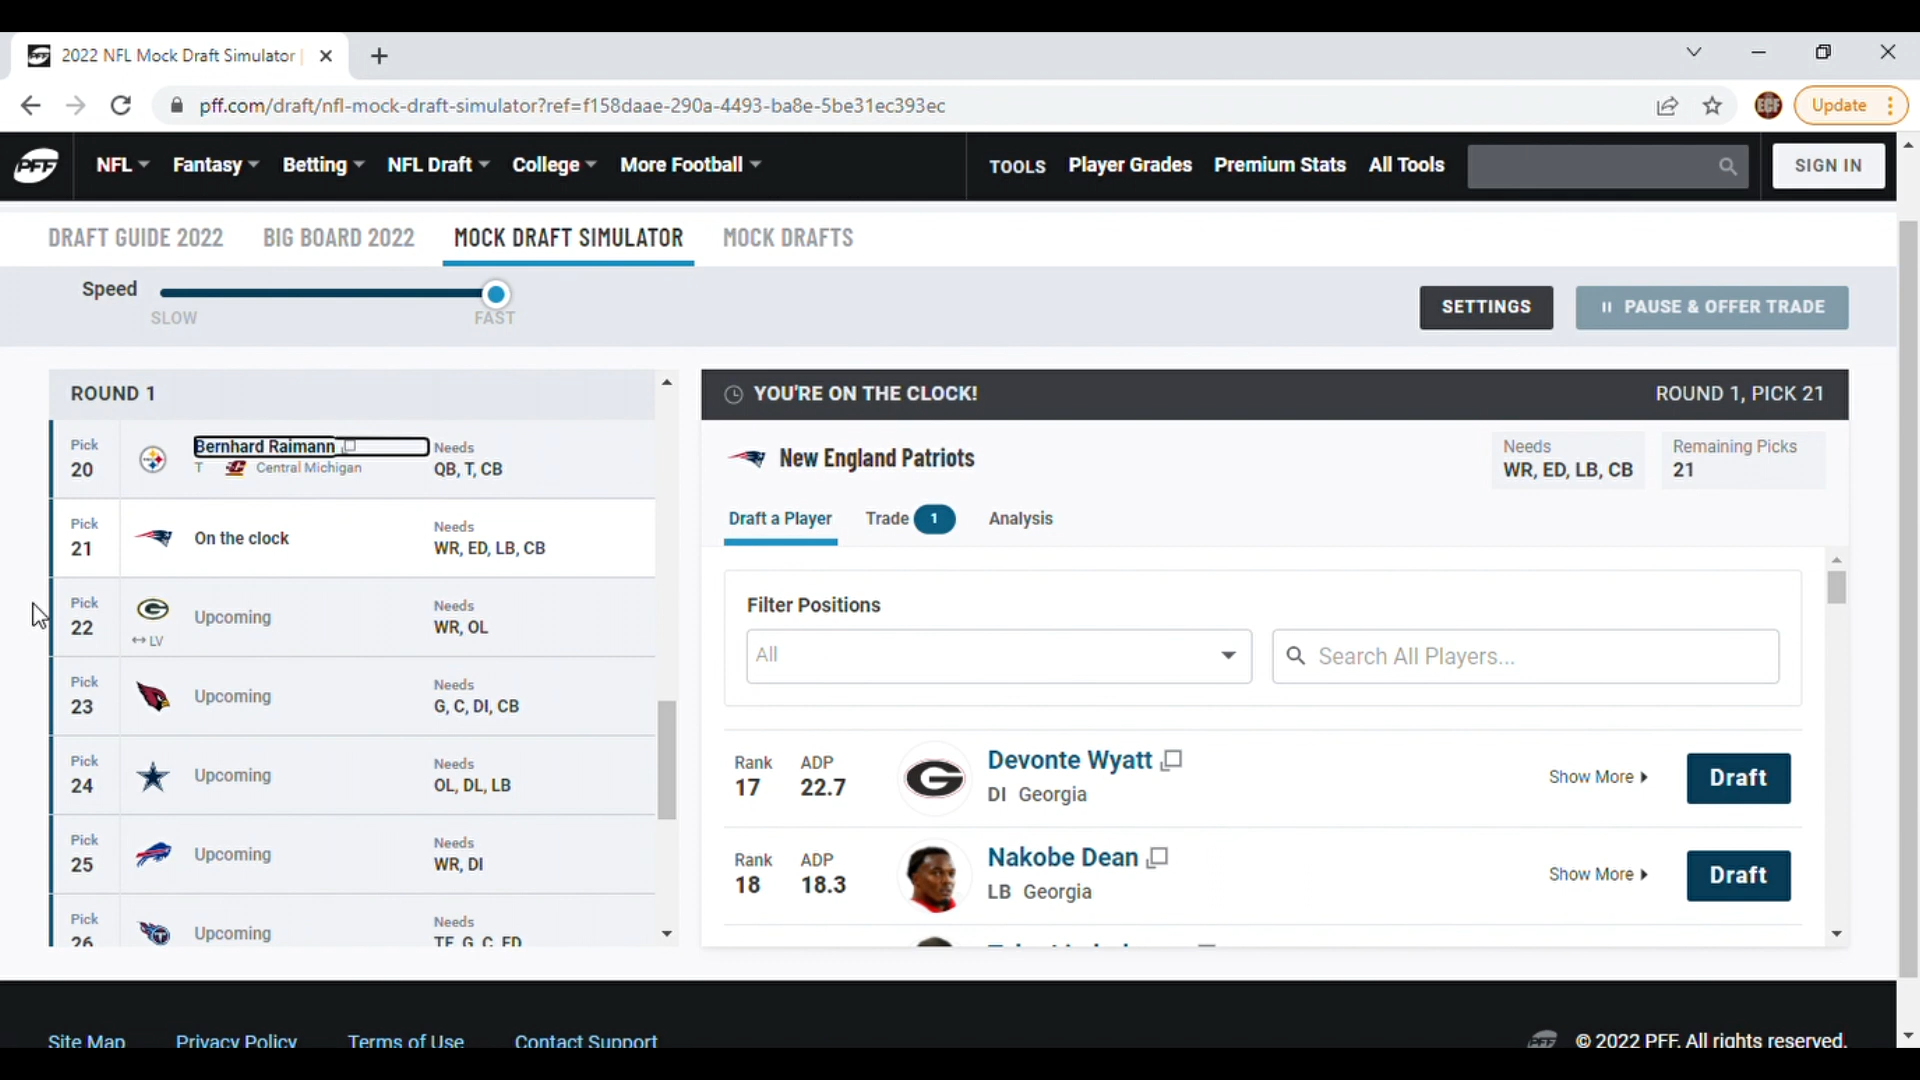 2022 NFL Mock Draft Simulator
pff.com/draft/nfl-mock-draft-simulator?ref=f158daae-290a-4493-ba8e-5be31ec393ec
ECF
Update
PFF
NFL
Fantasy
Betting
NFL Draft
College
More Football
TOOLS
Player Grades
Premium Stats
All Tools
SIGN IN
DRAFT GUIDE 2022
BIG BOARD 2022
MOCK DRAFT SIMULATOR
MOCK DRAFTS
Speed
SLOW
FAST
SETTINGS
PAUSE & OFFER TRADE
ROUND 1
Pick
20
Bernhard Raimann
T Central Michigan
Needs
QB, T, CB
Pick
21
On the clock
Needs
WR, ED, LB, CB
Pick
22
LV
Upcoming
Needs
WR, OL
Pick
23
Upcoming
Needs
G, C, DI, CB
Pick
24
Upcoming
Needs
OL, DL, LB
Pick
25
Upcoming
Needs
WR, DI
Pick
26
Upcoming
Needs
TE, G, C, ED
YOU'RE ON THE CLOCK!
ROUND 1, PICK 21
New England Patriots
Needs
WR, ED, LB, CB
Remaining Picks
21
Draft a Player
Trade 1
Analysis
Filter Positions
All
Search All Players...
Rank
17
ADP
22.7
Devonte Wyatt
DI Georgia
Show More
Draft
Rank
18
ADP
18.3
Nakobe Dean
LB Georgia
Show More
Draft
Site Map
Privacy Policy
Terms of Use
Contact Support
© 2022 PFF. All rights reserved.